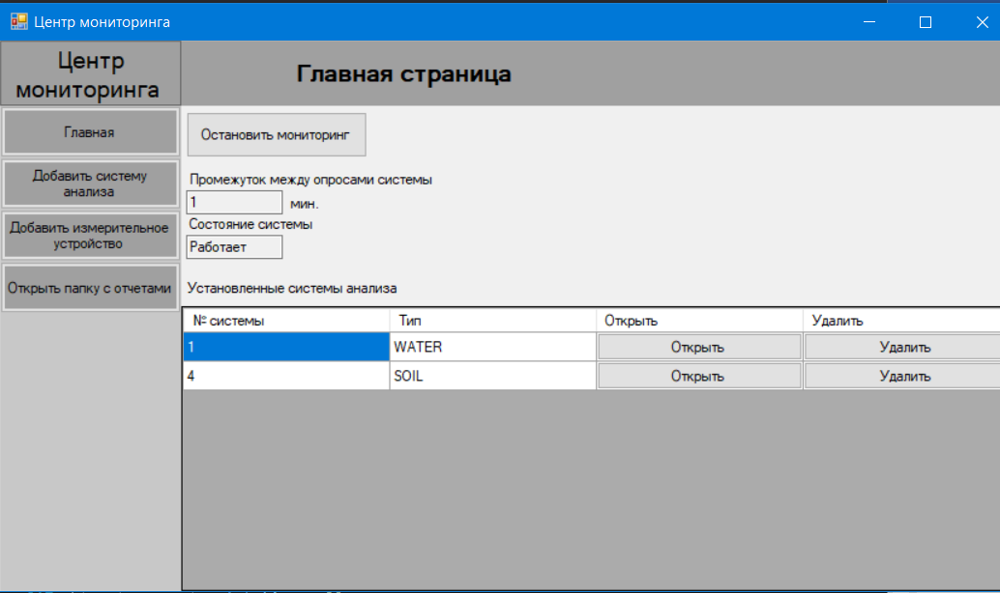 Центр мониторинга
Центр
мониторинга
Главная страница
Главная
Добавить систему
анализа
Добавить измерительное
устройство
Открыть папку с отчетами
Остановить мониторинг
Промежуток между опросами системы
1 мин.
Состояние системы
Работает
Установленные системы анализа
№ системы Тип Открыть Удалить
1 WATER Открыть Удалить
4 SOIL Открыть Удалить